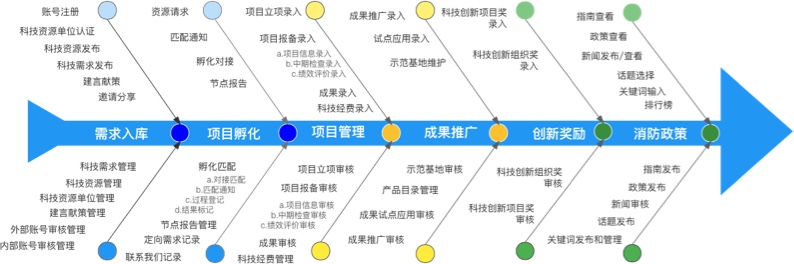 账号注册
科技资源单位认证
科技资源发布
科技需求发布
建言献策
邀请分享
资源请求
匹配通知
孵化对接
节点报告
项目立项录入
项目报备录入
a.项目信息录入
b.中期检查录入
c.绩效评价录入
成果录入
科技经费录入
成果推广录入
试点应用录入
示范基地维护
科技创新项目奖
录入
科技创新组织奖
录入
指南查看
政策查看
新闻发布/查看
话题选择
关键词输入
排行榜
需求入库
项目孵化
项目管理
成果推广
创新奖励
消防政策
科技需求管理
科技资源管理
科技资源单位管理
建言献策管理
外部账号审核管理
内部账号审核管理
孵化匹配
a.对接匹配
b.匹配通知
c.过程登记
d.结果标记
节点报告管理
定向需求记录
联系我们记录
项目立项审核
项目报备审核
a.项目信息审核
b.中期检查审核
c.绩效评价审核
成果审核
科技经费管理
示范基地审核
产品目录管理
成果试点应用审核
成果推广审核
科技创新组织奖
审核
科技创新项奖
审核
指南发布
政策发布
新闻审核
话题发布
关键词发布和管理